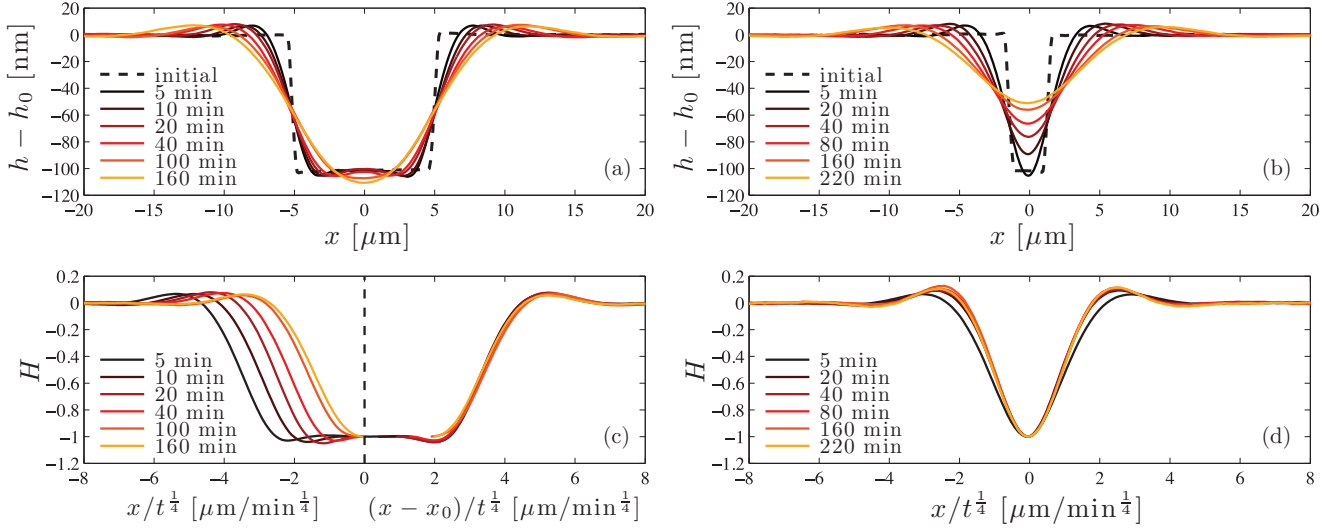 20
0
−20
−40
−60
−80
−100
−120
h − h₀ [nm]
initial
5 min
10 min
20 min
40 min
100 min
160 min
(a)
−20 −15 −10 −5 0 5 10 15 20
x [μm]
20
0
−20
−40
−60
−80
−100
−120
h − h₀ [nm]
initial
5 min
20 min
40 min
80 min
160 min
220 min
(b)
−20 −15 −10 −5 0 5 10 15 20
x [μm]
0.2
0
−0.2
−0.4
−0.6
−0.8
−1
−1.2
H
5 min
10 min
20 min
40 min
100 min
160 min
(c)
−8 −6 −4 −2 0 2 4 6 8
x/t^{1/4} [μm/min^{1/4}] (x − x₀)/t^{1/4} [μm/min^{1/4}]
0.2
0
−0.2
−0.4
−0.6
−0.8
−1
−1.2
H
5 min
20 min
40 min
80 min
160 min
220 min
(d)
−8 −6 −4 −2 0 2 4 6 8
x/t^{1/4} [μm/min^{1/4}]